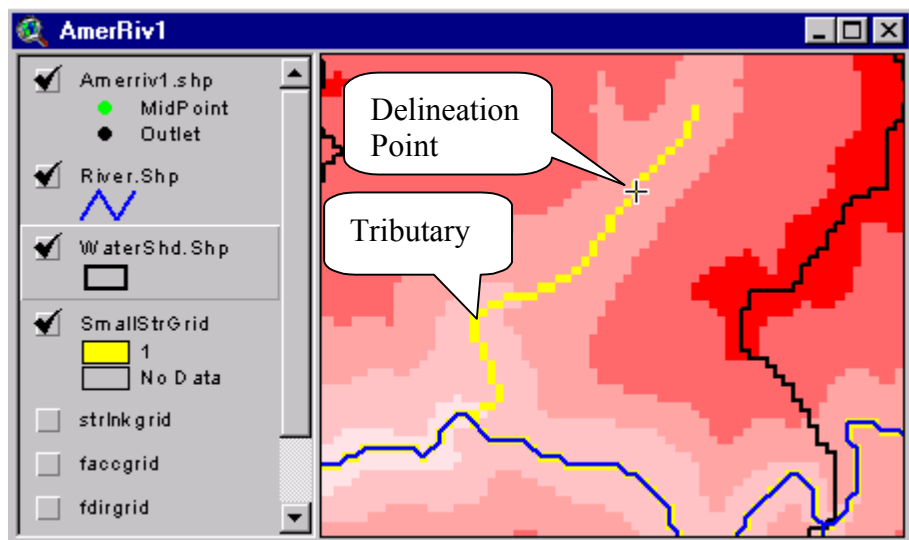 AmerRiv1
Amerriv1.shp
MidPoint
Outlet
River.Shp
WaterShd.Shp
SmallStrGrid
1
No Data
strlnkgrid
faccgrid
fdirgrid
Delineation
Point
Tributary